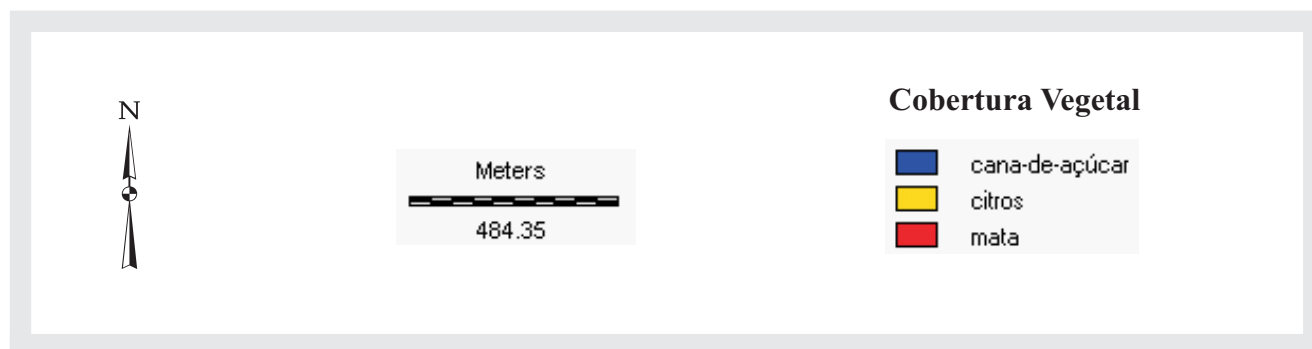 N
Meters
484.35
Cobertura Vegetal
cana-de-açúcar
citros
mata